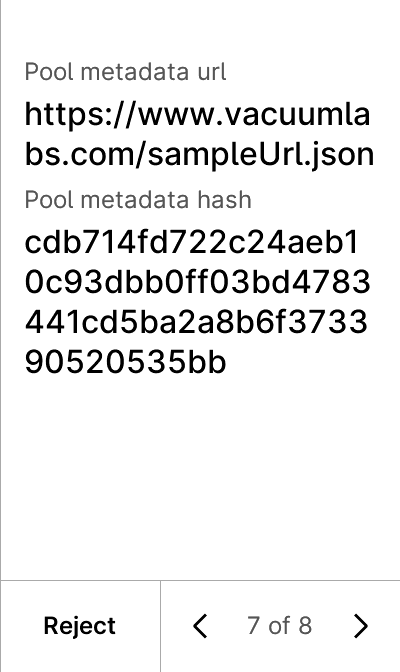 Pool metadata url
https://www.vacuumla
bs.com/sampleUrl.json
Pool metadata hash
cdb714fd722c24aeb1
0c93dbb0ff03bd4783
441cd5ba2a8b6f3733
90520535bb
Reject
7 of 8